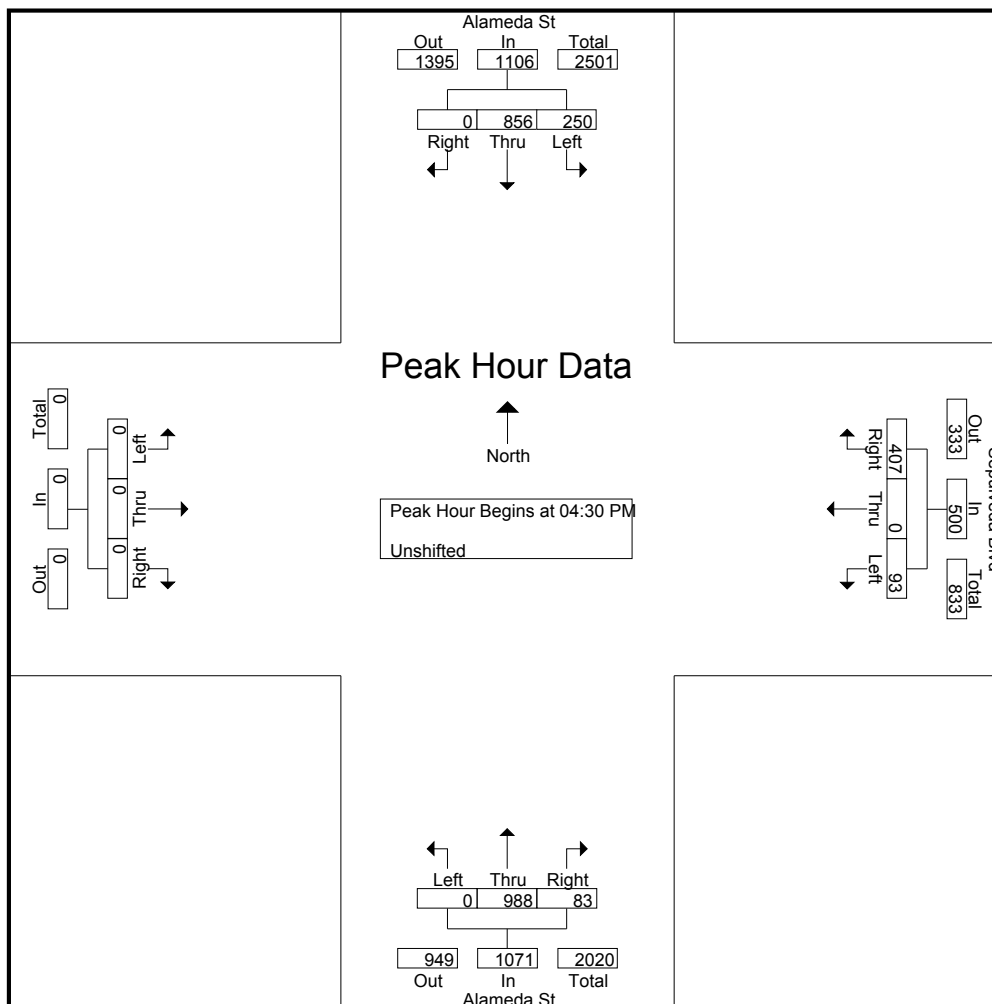 Alameda St
Out In Total
1395 1106 2501
0 856 250
Right Thru Left
Peak Hour Data
North
Peak Hour Begins at 04:30 PM
Unshifted
Total In Out
0 0 0
0 0 0
Left Thru Right
Right Thru Left
407 0 93
333 500 833
Out In Total
Left Thru Right
0 988 83
949 1071 2020
Out In Total
Alameda St